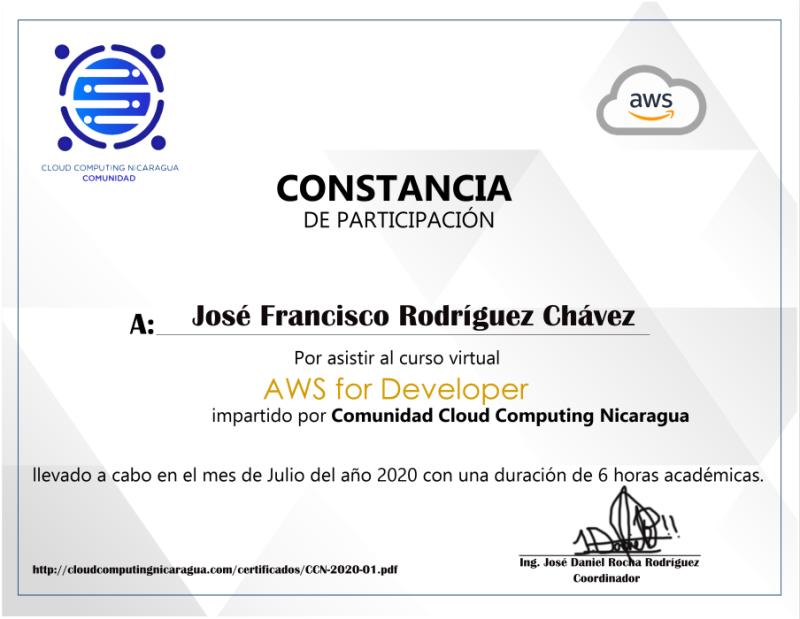 CLOUD COMPUTING NICARAGUA
COMUNIDAD
aws
CONSTANCIA
DE PARTICIPACIÓN
A: José Francisco Rodríguez Chávez
Por asistir al curso virtual
AWS for Developer
impartido por Comunidad Cloud Computing Nicaragua
llevado a cabo en el mes de Julio del año 2020 con una duración de 6 horas académicas.
http://cloudcomputingnicaragua.com/certificados/CCN-2020-01.pdf
Ing. José Daniel Rocha Rodríguez
Coordinador